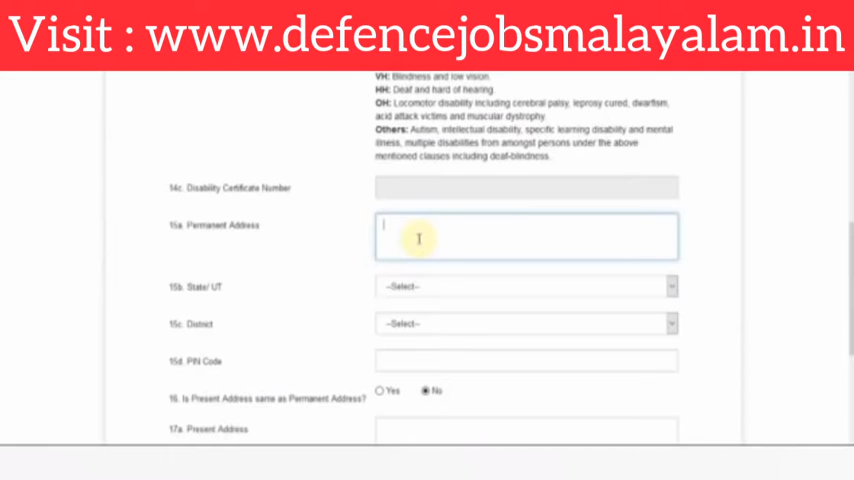 Visit : www.defencejobsmalayalam.in
VH: Blindness and low vision.
HH: Deaf and hard of hearing.
OH: Locomotor disability including cerebral palsy, leprosy cured, dwarfism,
acid attack victims and muscular dystrophy.
Others: Autism, intellectual disability, specific learning disability and mental
illness, multiple disabilities from amongst persons under the above
mentioned clauses including deaf-blindness.
14c. Disability Certificate Number
15a. Permanent Address
15b. State/ UT
--Select--
15c. District
--Select--
15d. PIN Code
16. Is Present Address same as Permanent Address?
Yes
No
17a. Present Address